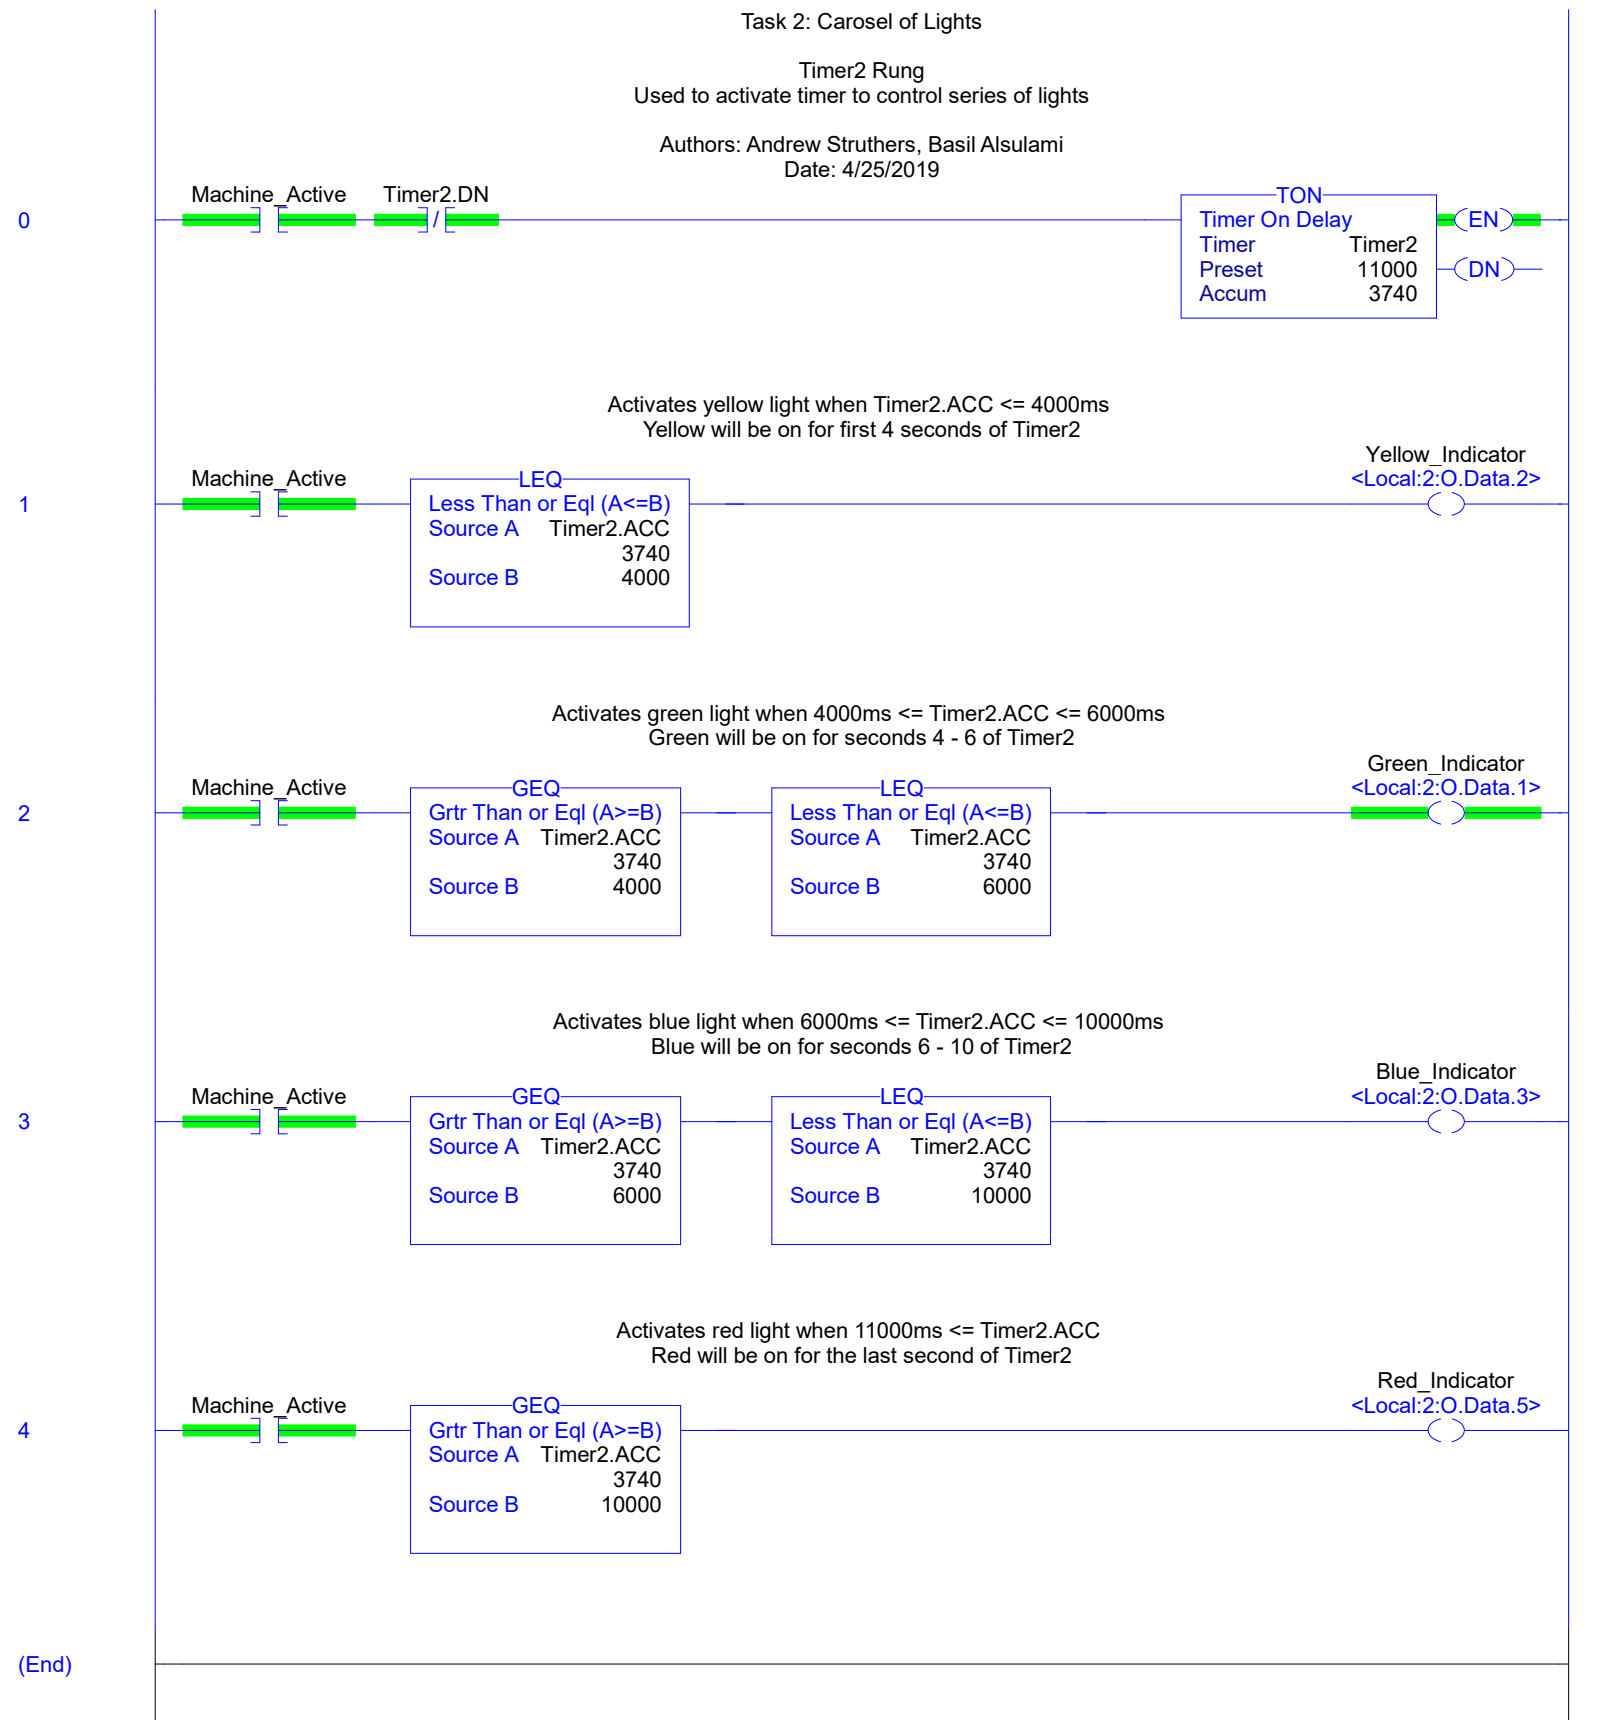 Task 2: Carosel of Lights
Timer2 Rung
Used to activate timer to control series of lights
Authors: Andrew Struthers, Basil Alsulami
Date: 4/25/2019
0
Machine_Active
Timer2.DN
/
TON
Timer On Delay
Timer Timer2
Preset 11000
Accum 3740
EN
DN
Activates yellow light when Timer2.ACC <= 4000ms
Yellow will be on for first 4 seconds of Timer2
1
Machine_Active
LEQ
Less Than or Eql (A<=B)
Source A Timer2.ACC
3740
Source B 4000
Yellow_Indicator
<Local:2:O.Data.2>
Activates green light when 4000ms <= Timer2.ACC <= 6000ms
Green will be on for seconds 4 - 6 of Timer2
2
Machine_Active
GEQ
Grtr Than or Eql (A>=B)
Source A Timer2.ACC
3740
Source B 4000
LEQ
Less Than or Eql (A<=B)
Source A Timer2.ACC
3740
Source B 6000
Green_Indicator
<Local:2:O.Data.1>
Activates blue light when 6000ms <= Timer2.ACC <= 10000ms
Blue will be on for seconds 6 - 10 of Timer2
3
Machine_Active
GEQ
Grtr Than or Eql (A>=B)
Source A Timer2.ACC
3740
Source B 6000
LEQ
Less Than or Eql (A<=B)
Source A Timer2.ACC
3740
Source B 10000
Blue_Indicator
<Local:2:O.Data.3>
Activates red light when 11000ms <= Timer2.ACC
Red will be on for the last second of Timer2
4
Machine_Active
GEQ
Grtr Than or Eql (A>=B)
Source A Timer2.ACC
3740
Source B 10000
Red_Indicator
<Local:2:O.Data.5>
(End)